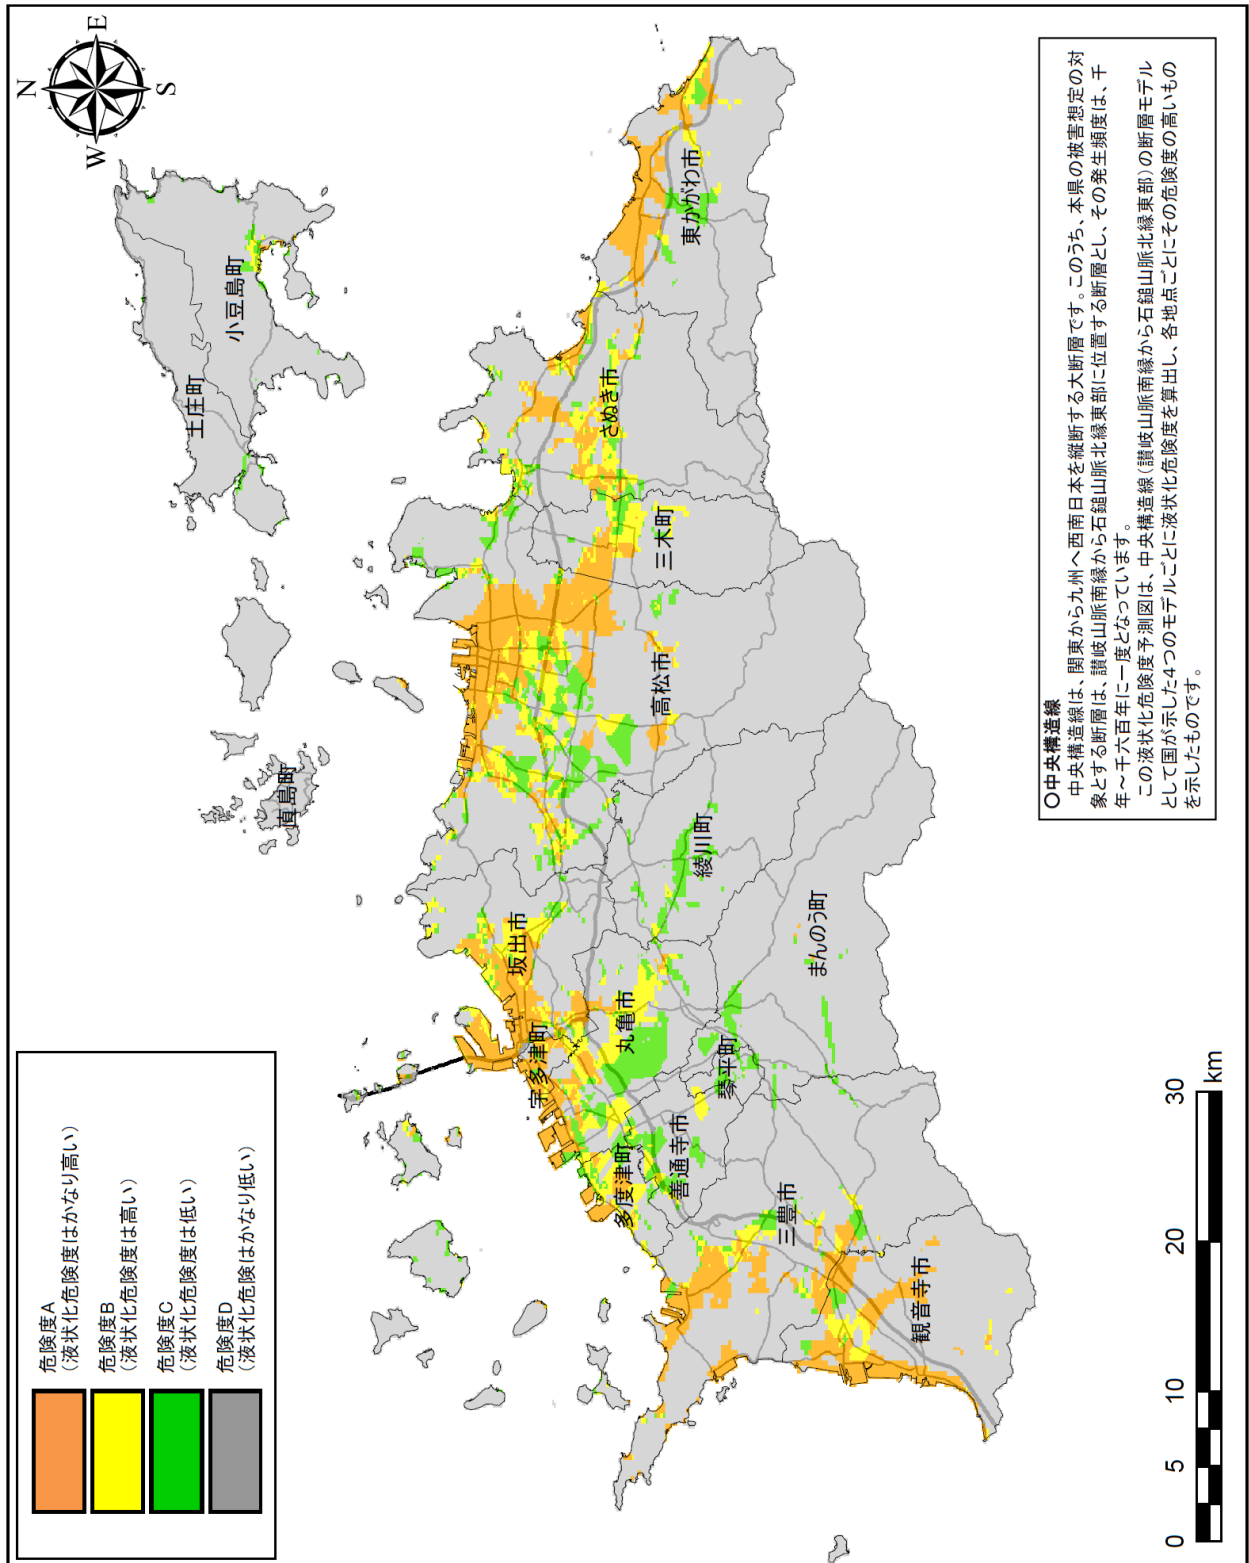 危険度A
(液状化危険度はかなり高い)
危険度B
(液状化危険度は高い)
危険度C
(液状化危険度は低い)
危険度D
(液状化危険はかなり低い)
N
E
S
W
土庄町
小豆島町
直島町
東かがわ市
さぬき市
三木町
高松市
綾川町
坂出市
宇多津町
丸亀市
まんのう町
琴平町
善通寺市
多度津町
三豊市
観音寺市
0 5 10 20 30
km
○中央構造線
中央構造線は、関東から九州へ西南日本を縦断する大断層です。このうち、本県の被害想定の対
象とする断層は、讃岐山脈南縁から石鎚山脈北縁東部に位置する断層とし、その発生頻度は、千
年～千六百年に一度となっています。
この液状化危険度予測図は、中央構造線(讃岐山脈南縁から石鎚山脈北縁東部)の断層モデル
として国が示した4つのモデルごとに液状化危険度を算出し、各地点ごとにその危険度の高いもの
を示したものです。